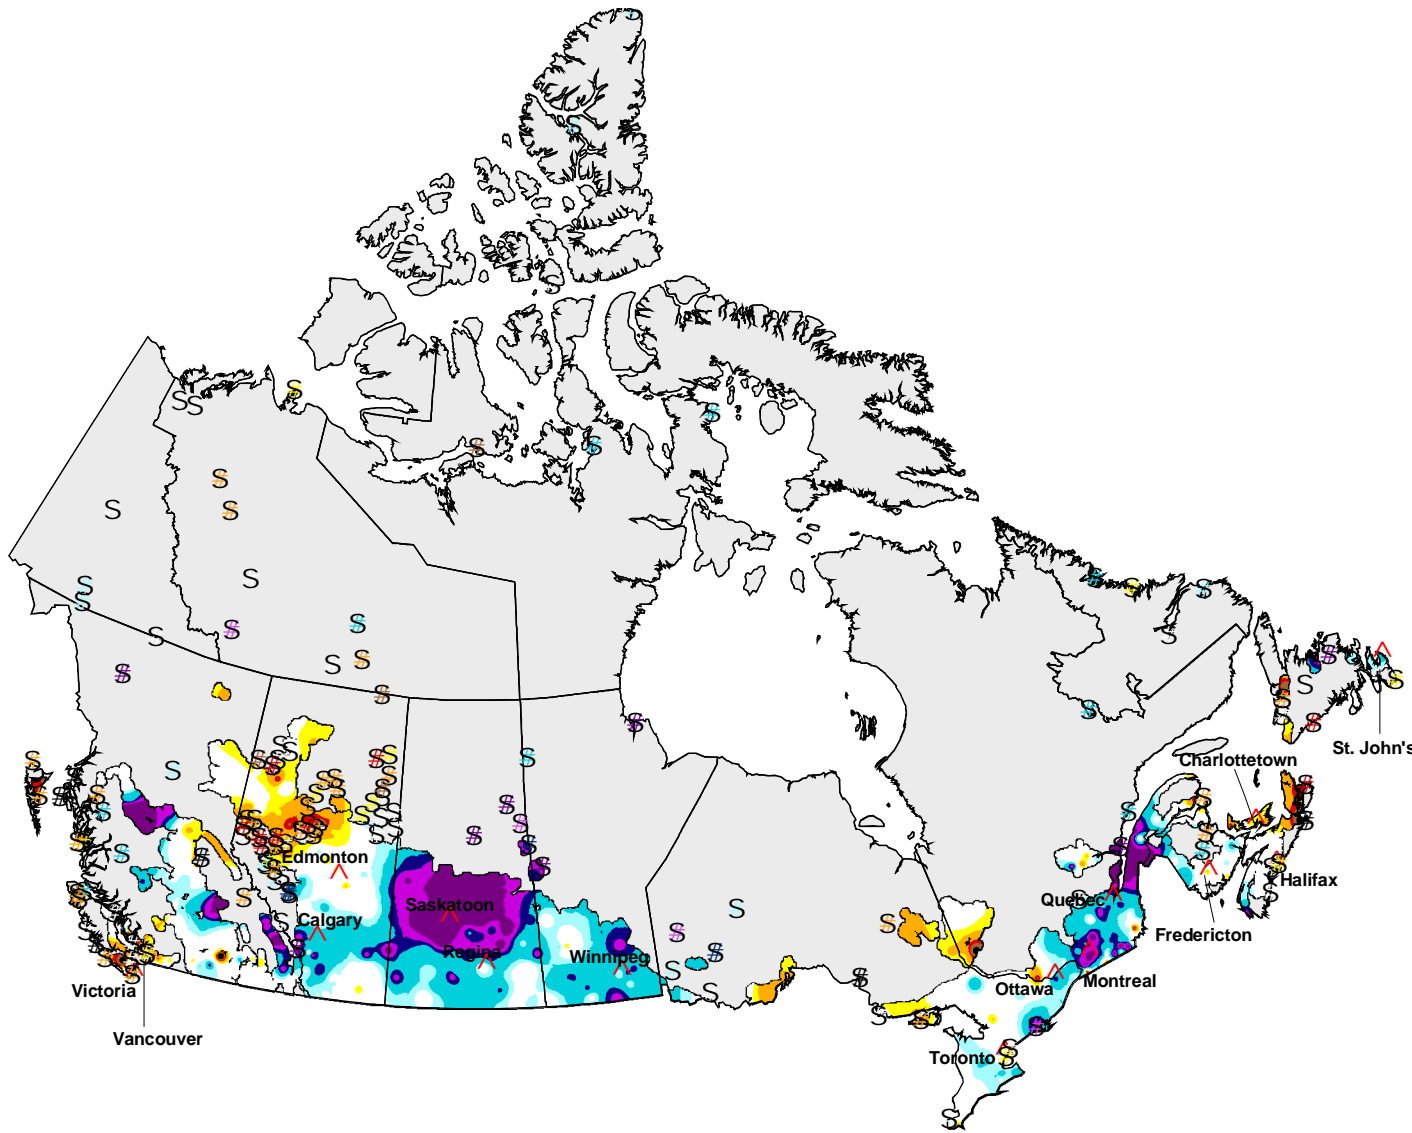 St. John's
Charlottetown
Edmonton
Halifax
Saskatoon
Quebec
Calgary
Fredericton
Regina
Winnipeg
Montreal
Ottawa
Victoria
Vancouver
Toronto